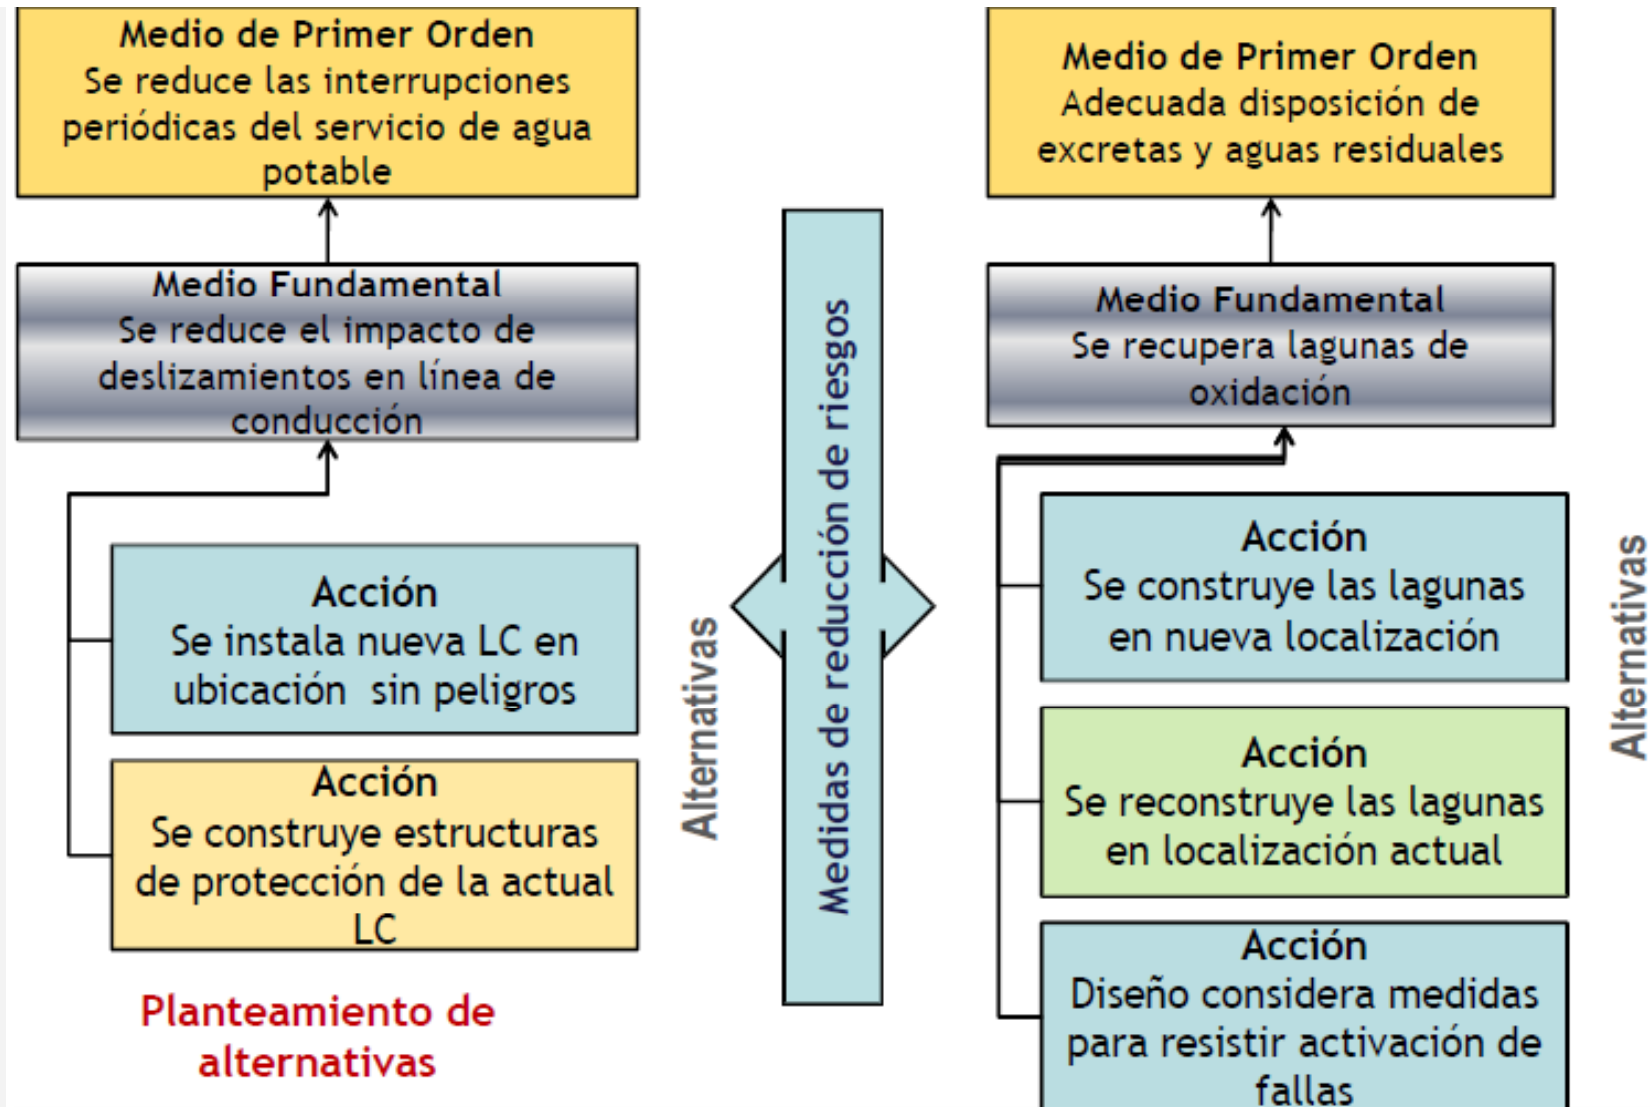 Medio de Primer Orden
Se reduce las interrupciones
periódicas del servicio de agua
potable
Medio Fundamental
Se reduce el impacto de
deslizamientos en línea de
conducción
Acción
Se instala nueva LC en
ubicación sin peligros
Acción
Se construye estructuras
de protección de la actual
LC
Planteamiento de
alternativas
Alternativas
Medidas de reducción de riesgos
Medio de Primer Orden
Adecuada disposición de
excretas y aguas residuales
Medio Fundamental
Se recupera lagunas de
oxidación
Acción
Se construye las lagunas
en nueva localización
Acción
Se reconstruye las lagunas
en localización actual
Acción
Diseño considera medidas
para resistir activación de
fallas
Alternativas